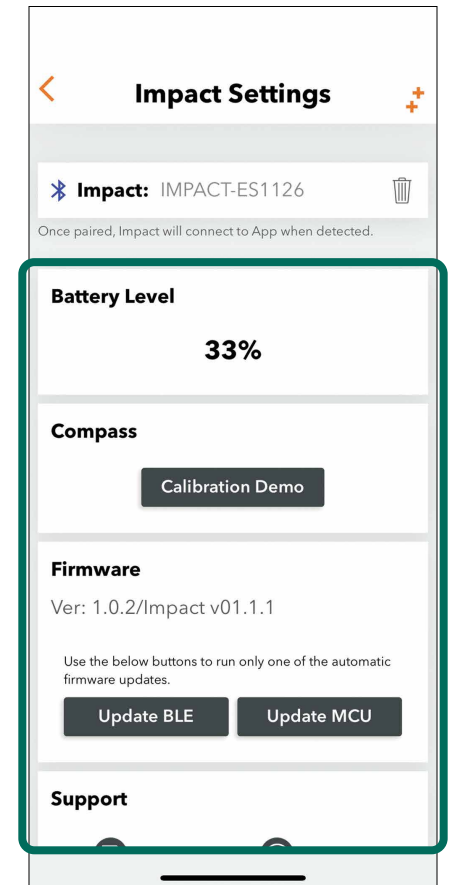 Impact Settings
Impact: IMPACT-ES1126
Once paired, Impact will connect to App when detected.
Battery Level
33%
Compass
Calibration Demo
Firmware
Ver: 1.0.2/Impact v01.1.1
Use the below buttons to run only one of the automatic
firmware updates.
Update BLE Update MCU
Support